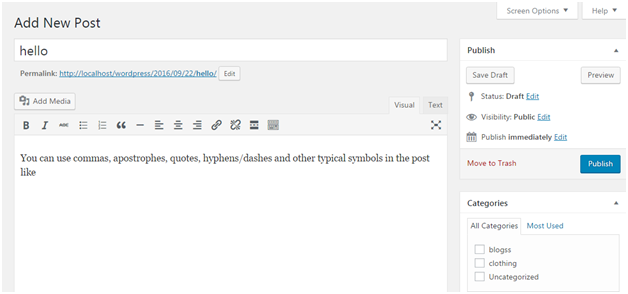 Screen Options
Help
Add New Post
hello
Permalink: http://localhost/wordpress/2016/09/22/hello/ Edit
Add Media
Visual
Text
B I ABC
You can use commas, apostrophes, quotes, hyphens/dashes and other typical symbols in the post
like
Publish
Save Draft
Preview
Status: Draft Edit
Visibility: Public Edit
Publish immediately Edit
Move to Trash
Publish
Categories
All Categories
Most Used
blogss
clothing
Uncategorized